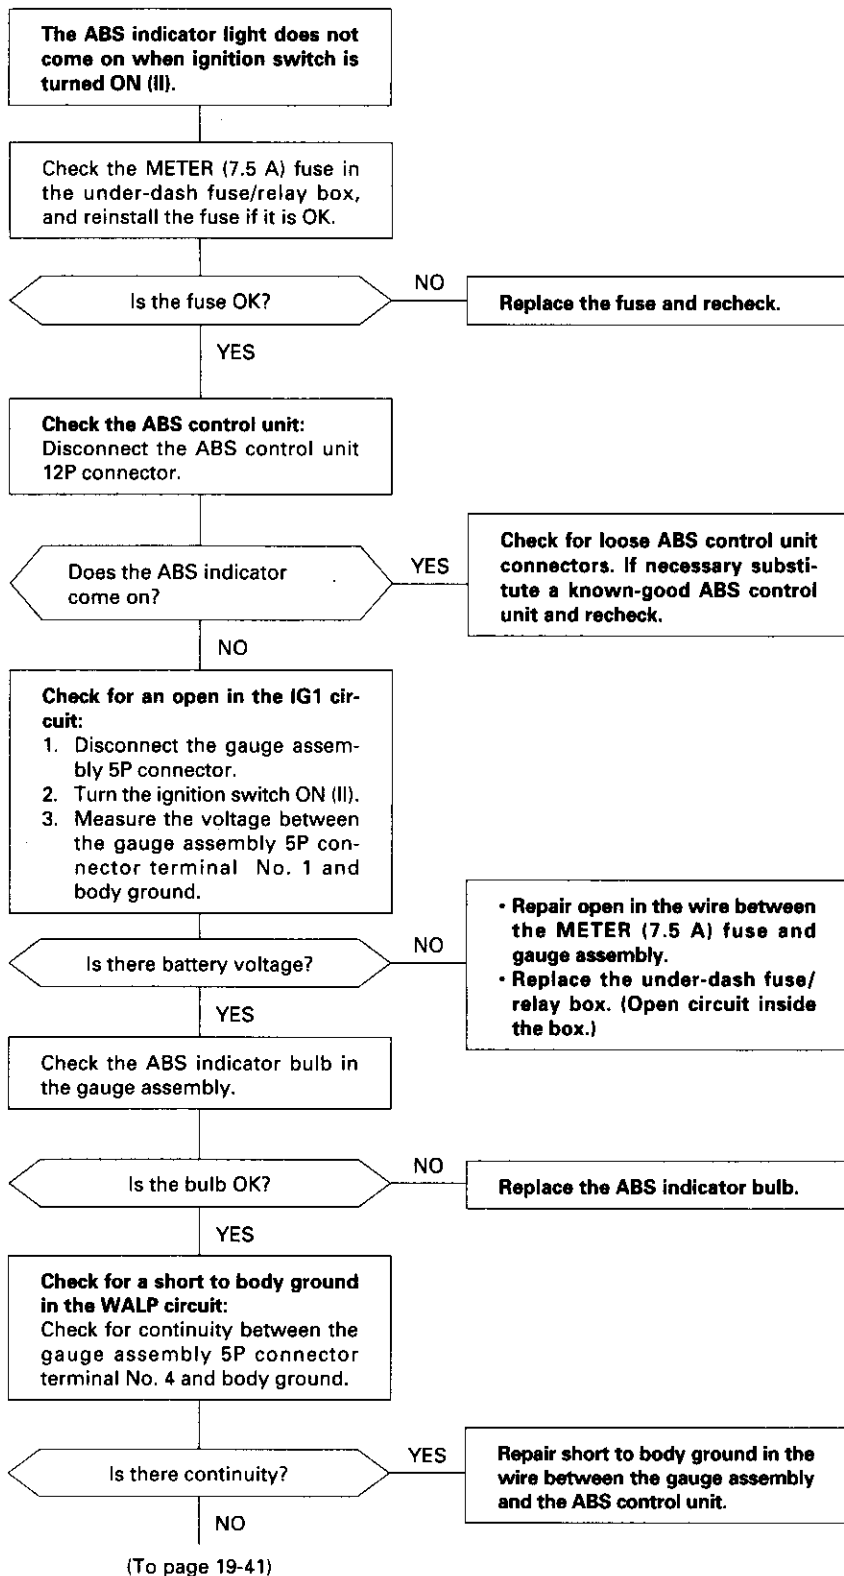 The ABS indicator light does not
come on when ignition switch is
turned ON (II).
Check the METER (7.5 A) fuse in
the under-dash fuse/relay box,
and reinstall the fuse if it is OK.
Is the fuse OK?
NO
Replace the fuse and recheck.
YES
Check the ABS control unit:
Disconnect the ABS control unit
12P connector.
Does the ABS indicator
come on?
YES
Check for loose ABS control unit
connectors. If necessary substi-
tute a known-good ABS control
unit and recheck.
NO
Check for an open in the IG1 cir-
cuit:
1. Disconnect the gauge assem-
bly 5P connector.
2. Turn the ignition switch ON (II).
3. Measure the voltage between
the gauge assembly 5P con-
nector terminal No. 1 and
body ground.
Is there battery voltage?
NO
• Repair open in the wire between
the METER (7.5 A) fuse and
gauge assembly.
• Replace the under-dash fuse/
relay box. (Open circuit inside
the box.)
YES
Check the ABS indicator bulb in
the gauge assembly.
Is the bulb OK?
NO
Replace the ABS indicator bulb.
YES
Check for a short to body ground
in the WALP circuit:
Check for continuity between the
gauge assembly 5P connector
terminal No. 4 and body ground.
Is there continuity?
YES
Repair short to body ground in the
wire between the gauge assembly
and the ABS control unit.
NO
(To page 19-41)